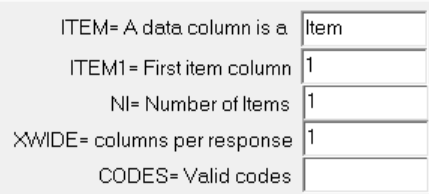 ITEM= A data column is a Item
ITEM1= First item column 1
NI= Number of Items 1
XWIDE= columns per response 1
CODES= Valid codes